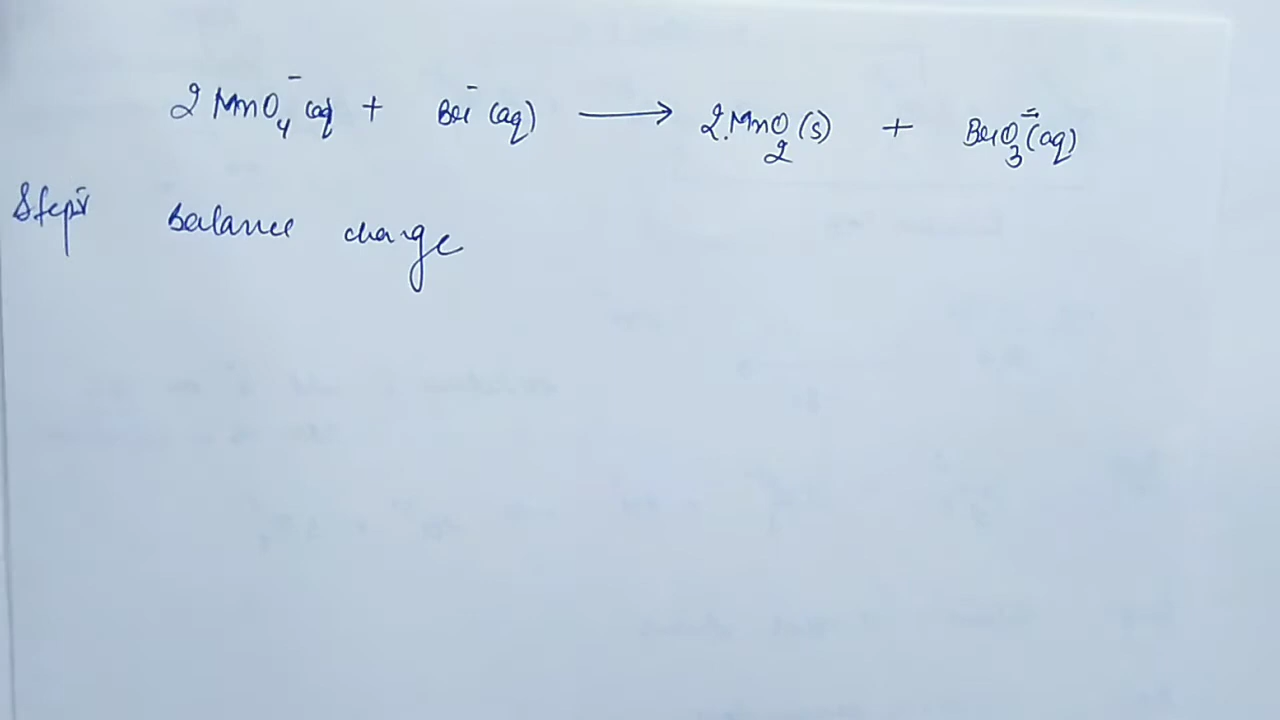 2 MnO₄⁻ (aq) + Br⁻ (aq) ⟶ 2 MnO₂ (s) + BrO₃⁻ (aq)
Step balance charge